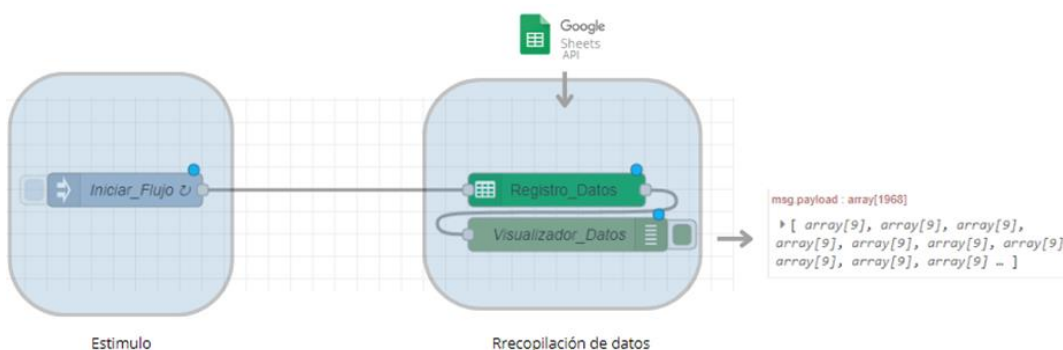 Google
Sheets
API
Iniciar_Flujo ↻
Registro_Datos
Visualizador_Datos
msg.payload : array[1968]
[ array[9], array[9], array[9],
array[9], array[9], array[9], array[9]
array[9], array[9], array[9] … ]
Estimulo
Rrecopilación de datos